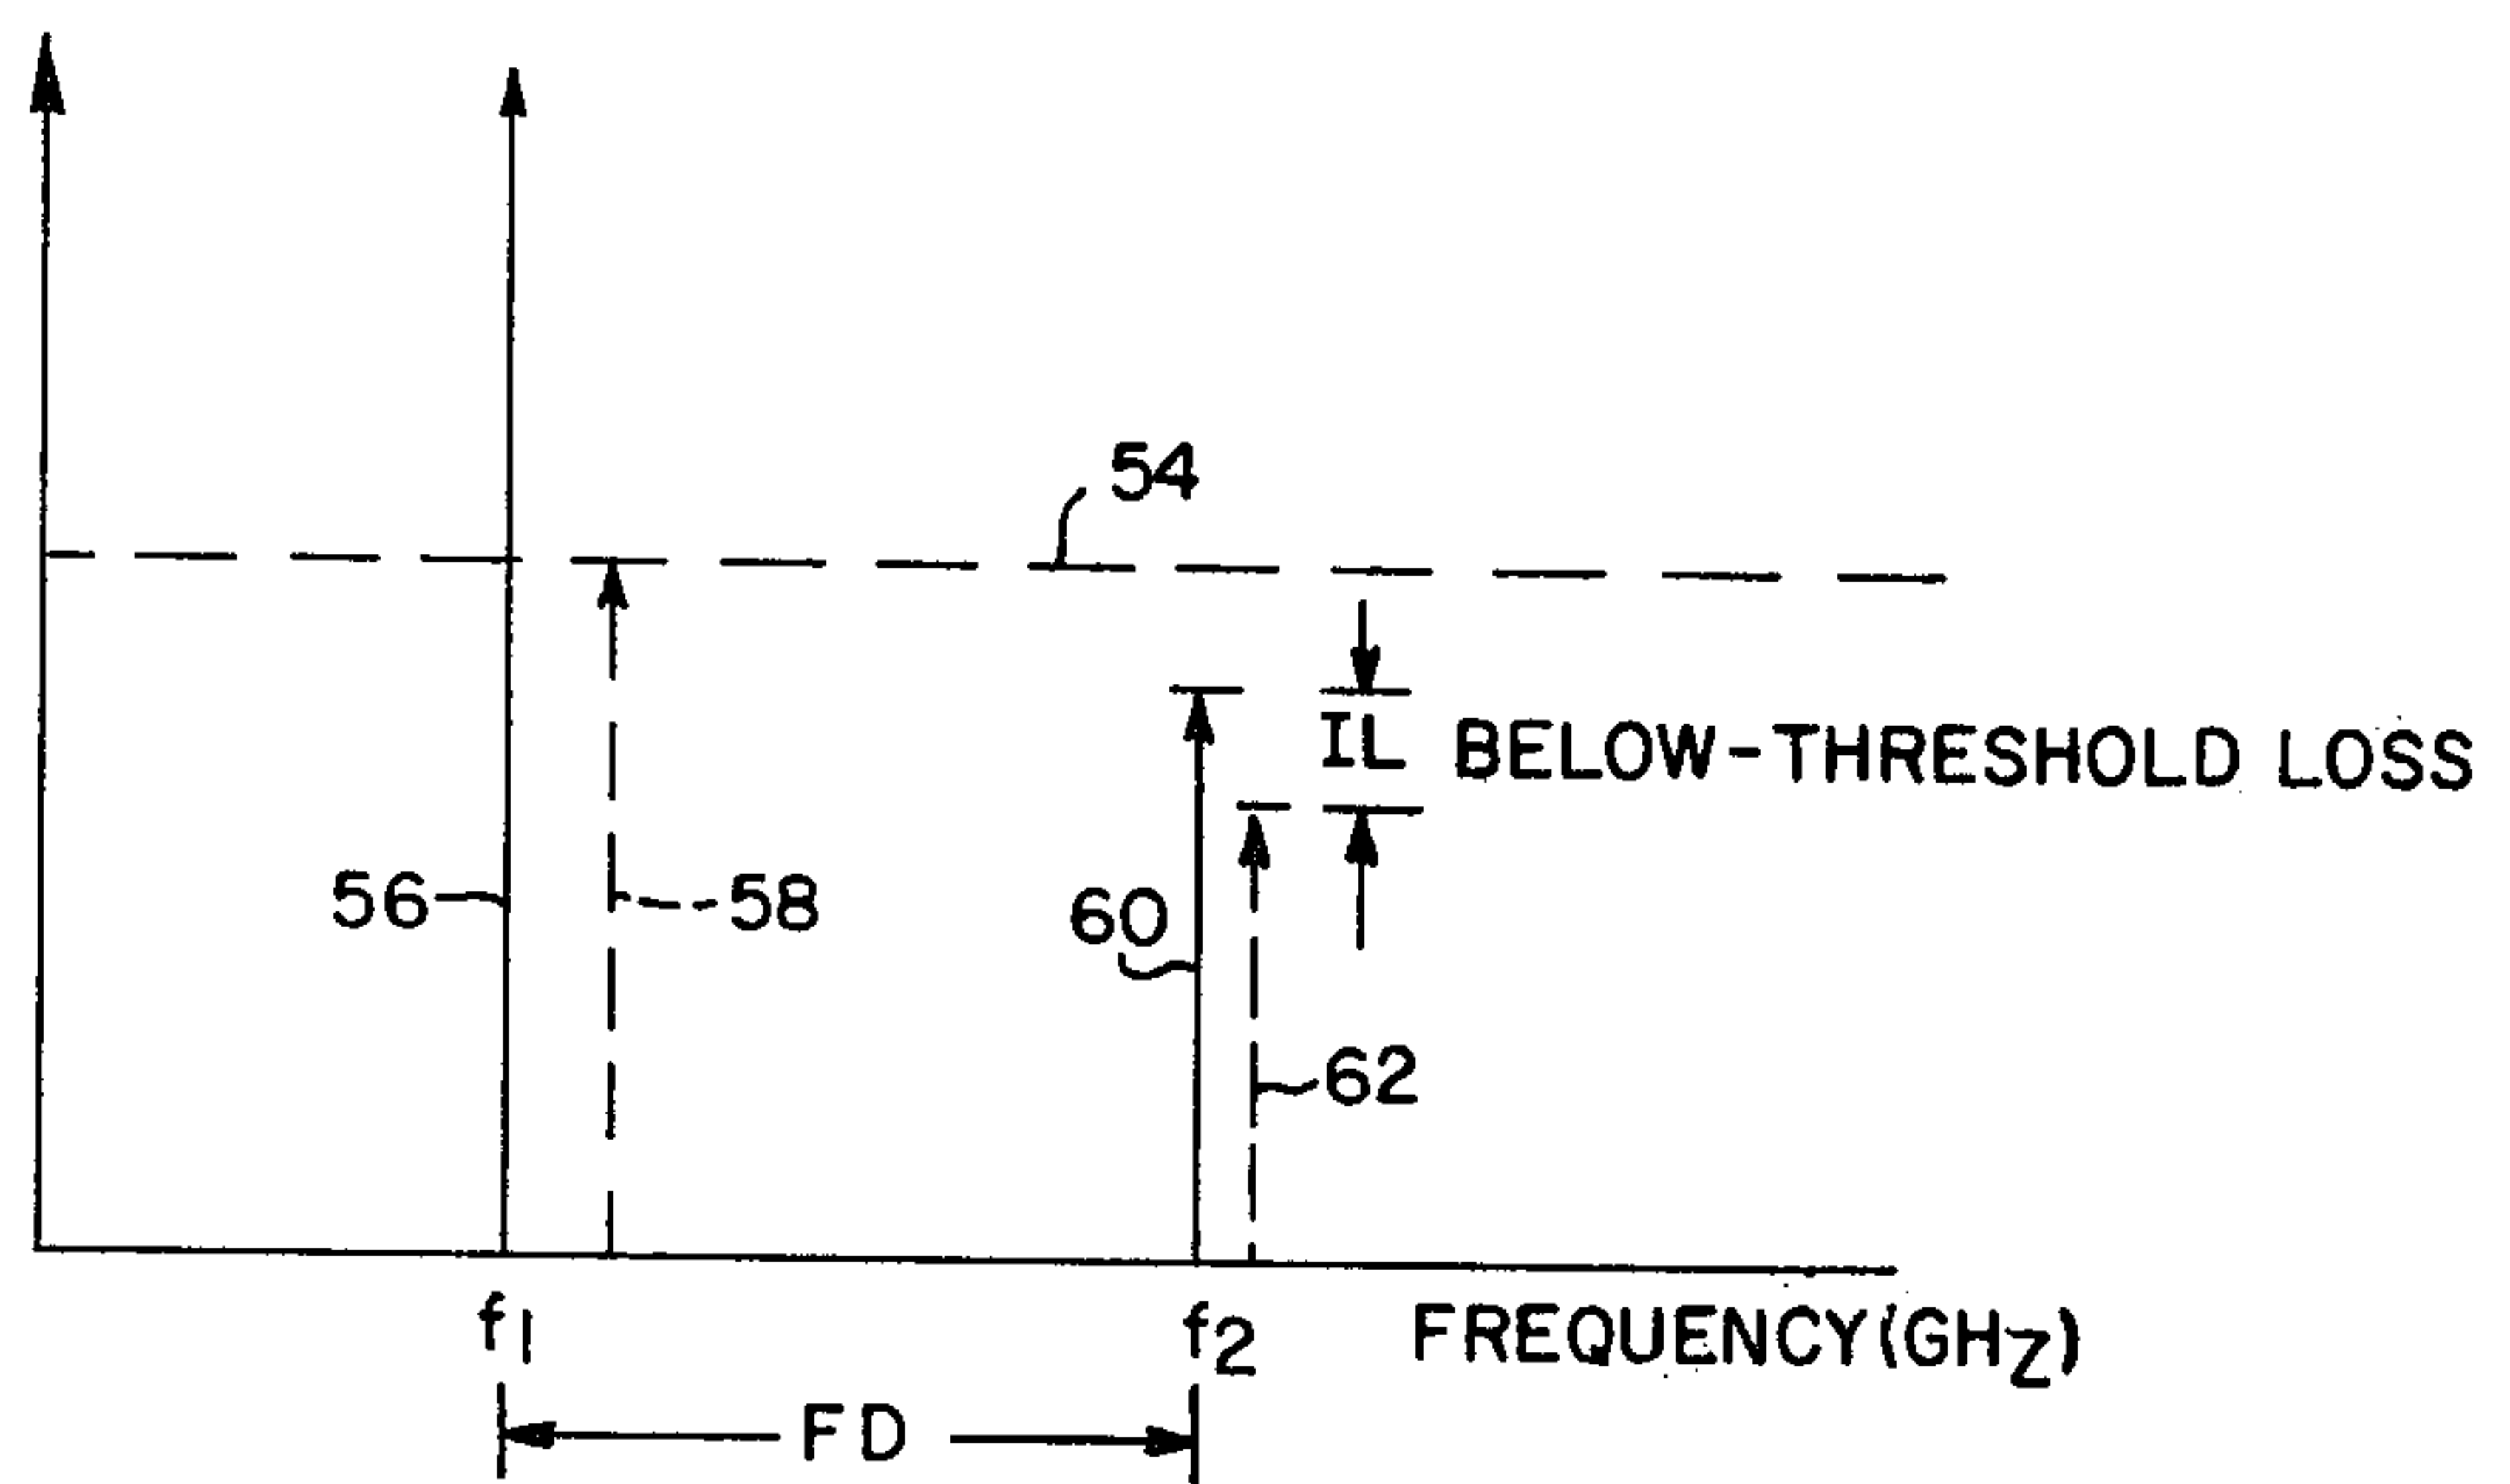 54
IL BELOW-THRESHOLD LOSS
56
58
60
62
f1
f2
FREQUENCY(GHZ)
FD